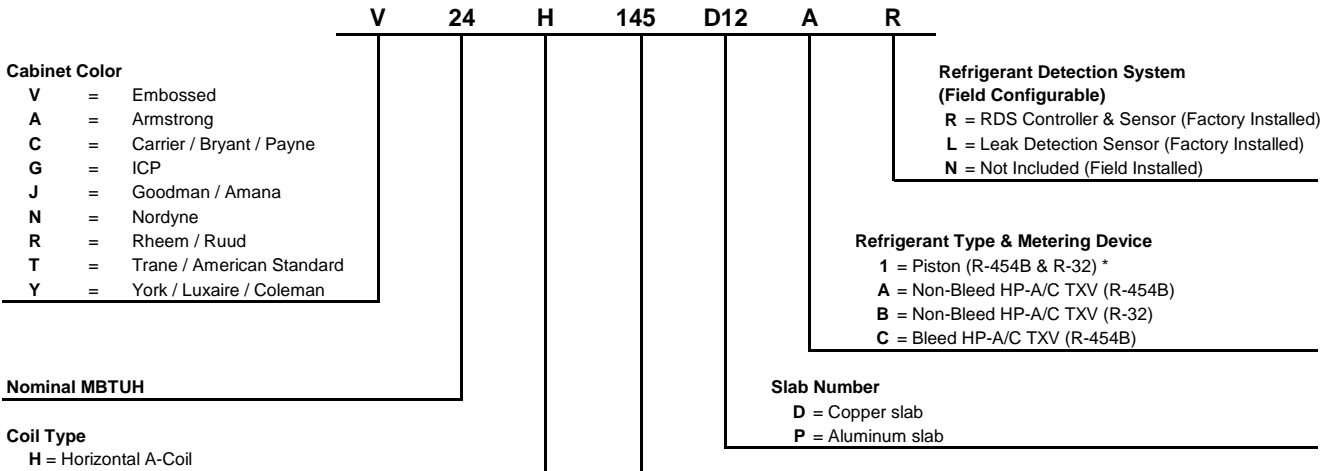 V 24 H 145 D12 A R
Cabinet Color
V = Embossed
A = Armstrong
C = Carrier / Bryant / Payne
G = ICP
J = Goodman / Amana
N = Nordyne
R = Rheem / Ruud
T = Trane / American Standard
Y = York / Luxaire / Coleman
Refrigerant Detection System
(Field Configurable)
R = RDS Controller & Sensor (Factory Installed)
L = Leak Detection Sensor (Factory Installed)
N = Not Included (Field Installed)
Refrigerant Type & Metering Device
1 = Piston (R-454B & R-32) *
A = Non-Bleed HP-A/C TXV (R-454B)
B = Non-Bleed HP-A/C TXV (R-32)
C = Bleed HP-A/C TXV (R-454B)
Nominal MBTUH
Slab Number
D = Copper slab
P = Aluminum slab
Coil Type
H = Horizontal A-Coil